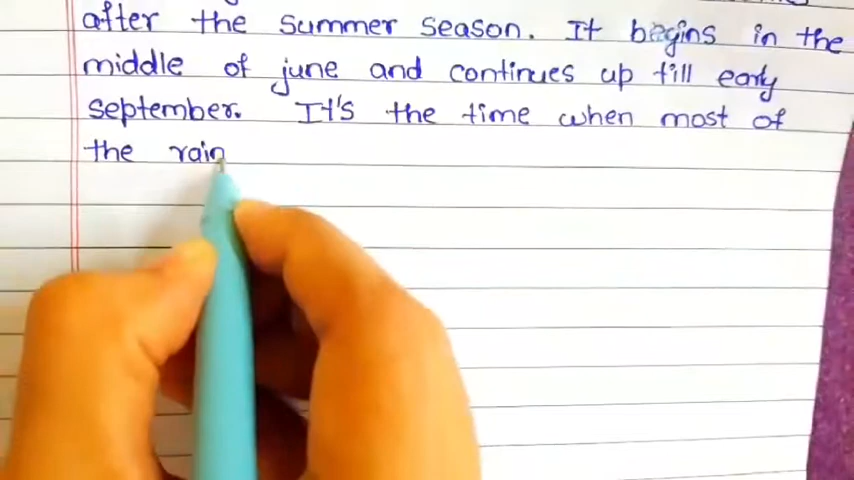 after the summer season. It begins in the
middle of june and continues up till early
september. It's the time when most of
the rain